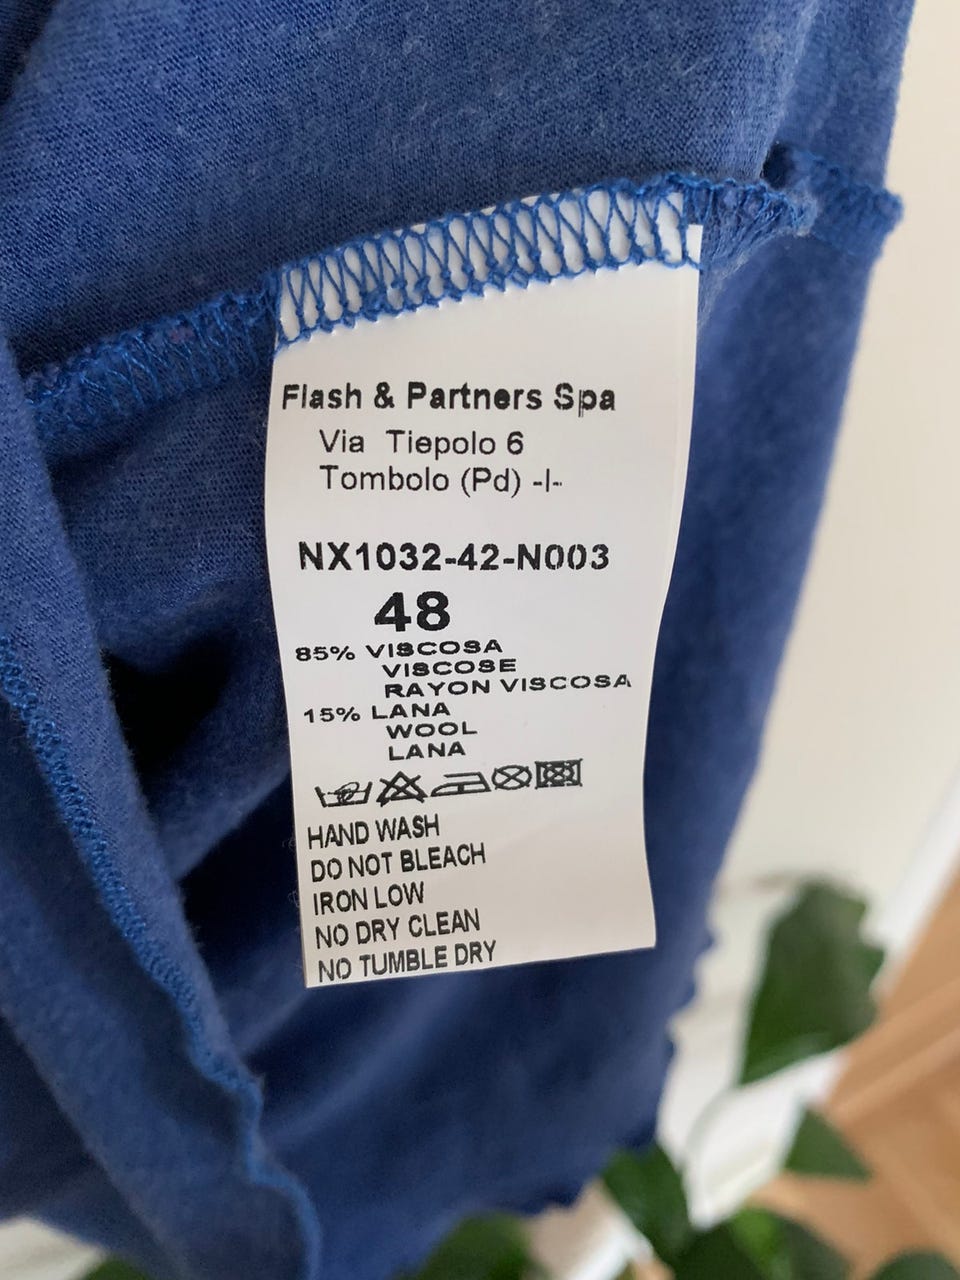 Flash & Partners Spa
Via Tiepolo 6
Tombolo (Pd) -I-
NX1032-42-N003
48
85% VISCOSA
VISCOSE
RAYON VISCOSA
15% LANA
WOOL
LANA
HAND WASH
DO NOT BLEACH
IRON LOW
NO DRY CLEAN
NO TUMBLE DRY